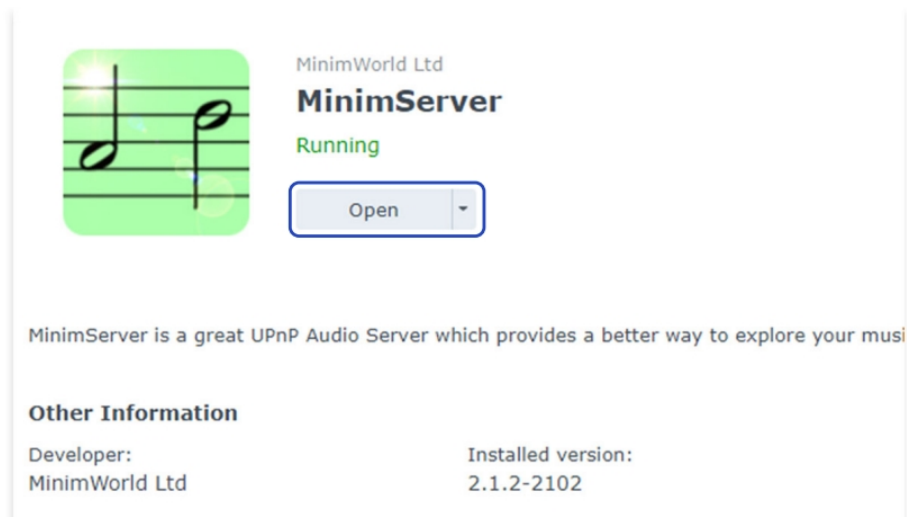 MinimWorld Ltd
MinimServer
Running
Open
MinimServer is a great UPnP Audio Server which provides a better way to explore your musi
Other Information
Developer:
Installed version:
MinimWorld Ltd
2.1.2-2102